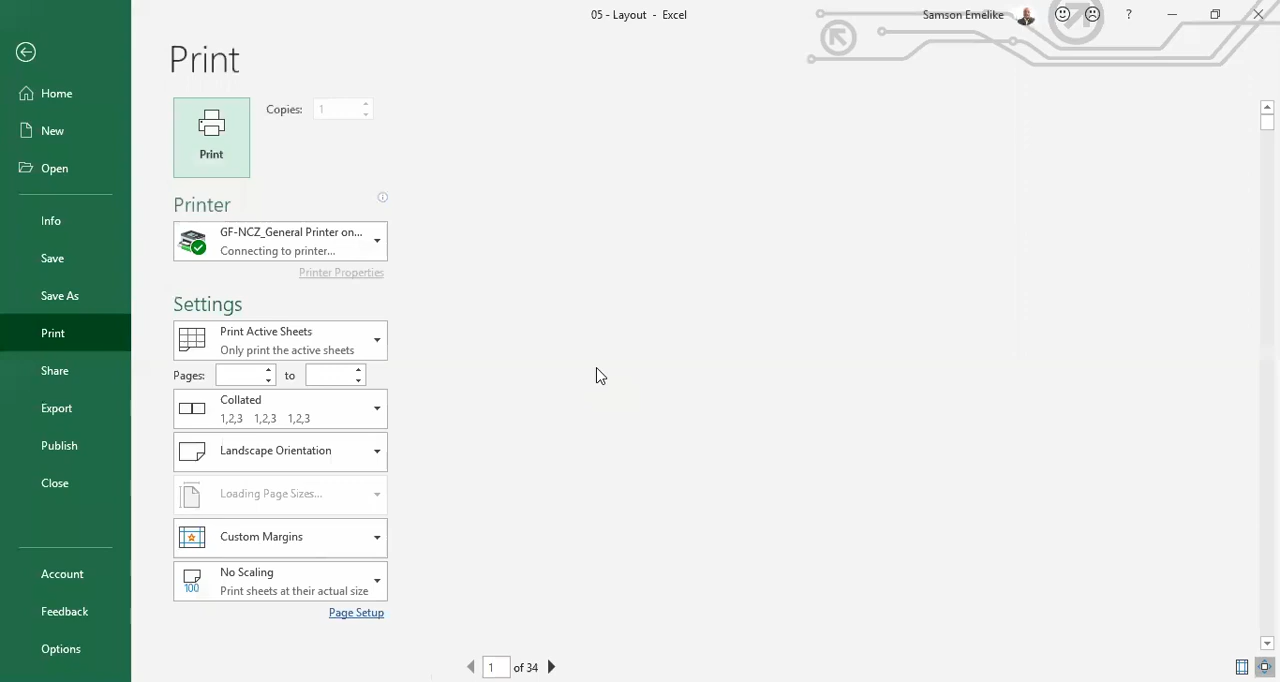 05 - Layout - Excel
Samson Emelike
?
Print
Home
New
Open
Info
Save
Save As
Print
Share
Export
Publish
Close
Account
Feedback
Options
Print
Copies: 1
Printer
GF-NCZ_General Printer on...
Connecting to printer...
Printer Properties
Settings
Print Active Sheets
Only print the active sheets
Pages: to
Collated
1,2,3 1,2,3 1,2,3
Landscape Orientation
Loading Page Sizes...
Custom Margins
No Scaling
100
Print sheets at their actual size
Page Setup
1 of 34